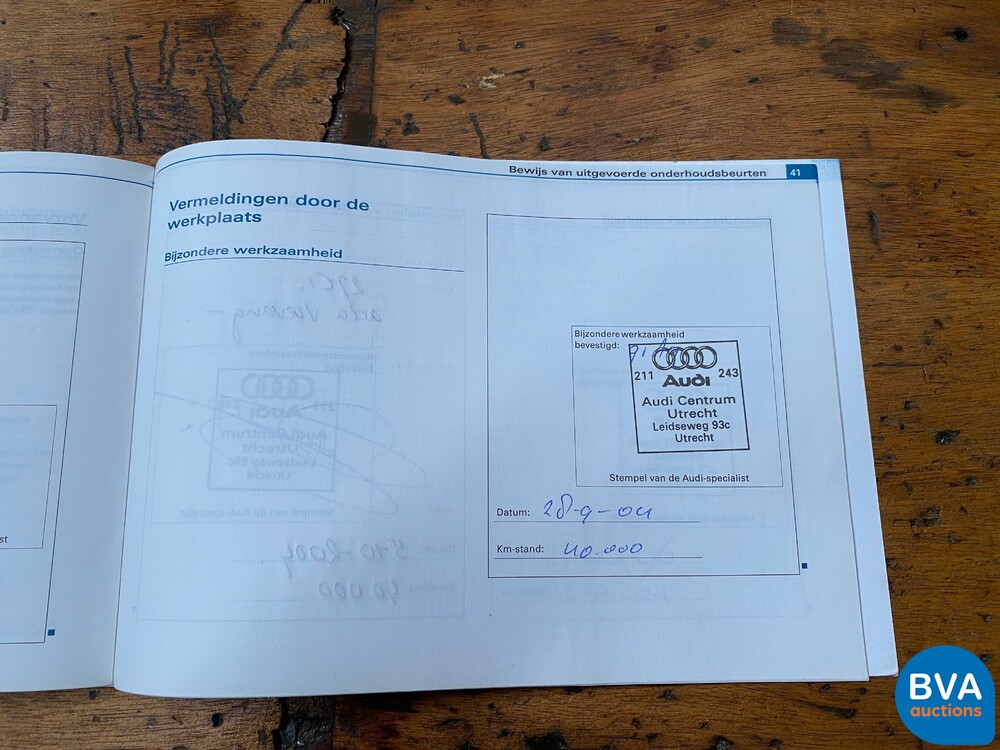 Bewijs van uitgevoerde onderhoudsbeurten 41
Vermeldingen door de
werkplaats
Bijzondere werkzaamheid
Bijzondere werkzaamheid
bevestigd:
211 Audi 243
Audi Centrum
Utrecht
Leidseweg 93c
Utrecht
Stempel van de Audi-specialist
Datum: 28-9-04
Km-stand: 40.000
st
BVA
auctions